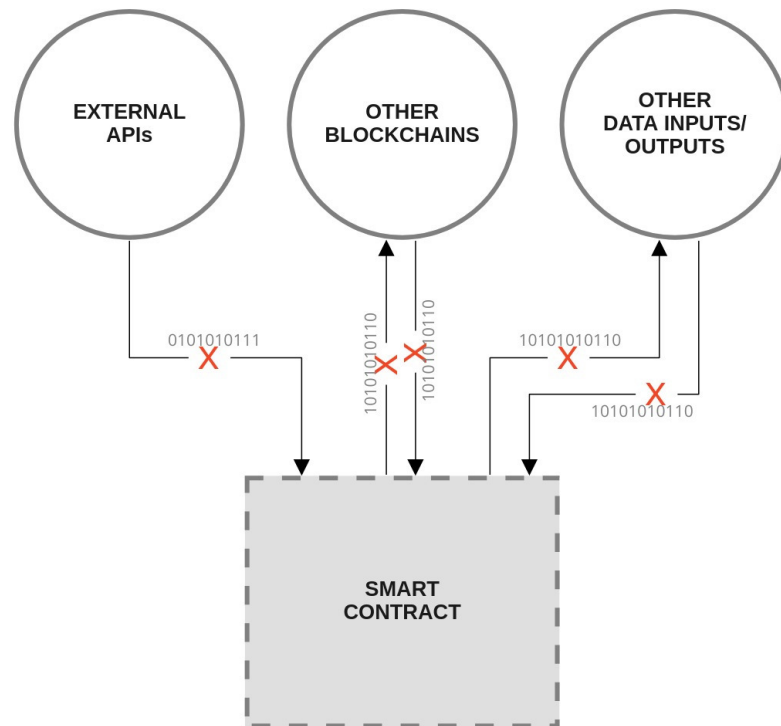 EXTERNAL
APIs
OTHER
BLOCKCHAINS
OTHER
DATA INPUTS/
OUTPUTS
0101010111
X
10101010110
X
10101010110
X
10101010110
X
X
10101010110
SMART
CONTRACT